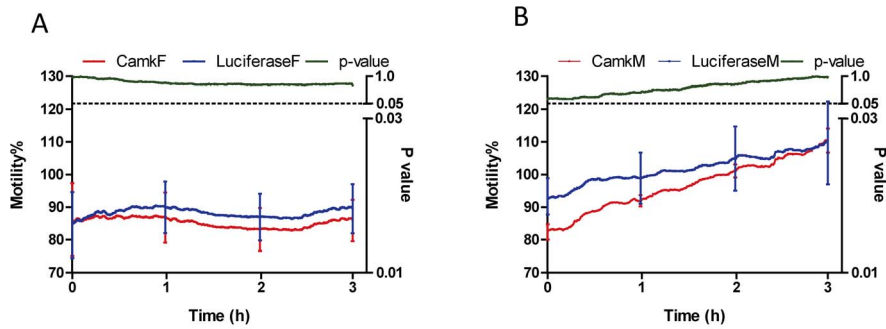 A
CamkF LuciferaseF p-value
130
120
110
100
90
80
70
Motility%
1.0
0.05
0.03
0.01
P value
0 1 2 3
Time (h)
B
CamkM LuciferaseM p-value
130
120
110
100
90
80
70
Motility%
1.0
0.05
0.03
0.01
P value
0 1 2 3
Time (h)